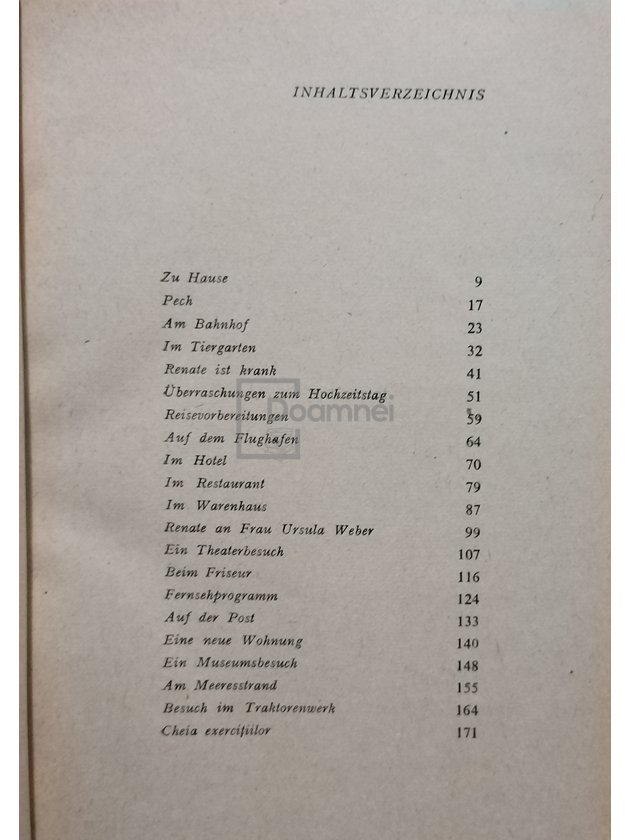 INHALTSVERZEICHNIS
Zu Hause 9
Pech 17
Am Bahnhof 23
Im Tiergarten 32
Renate ist krank 41
Überraschungen zum Hochzeitstag 51
Doamnei
Reisevorbereitungen 59
Auf dem Flughafen 64
Im Hotel 70
Im Restaurant 79
Im Warenhaus 87
Renate an Frau Ursula Weber 99
Ein Theaterbesuch 107
Beim Friseur 116
Fernsehprogramm 124
Auf der Post 133
Eine neue Wohnung 140
Ein Museumsbesuch 148
Am Meeresstrand 155
Besuch im Traktorenwerk 164
Cheia exercițiilor 171